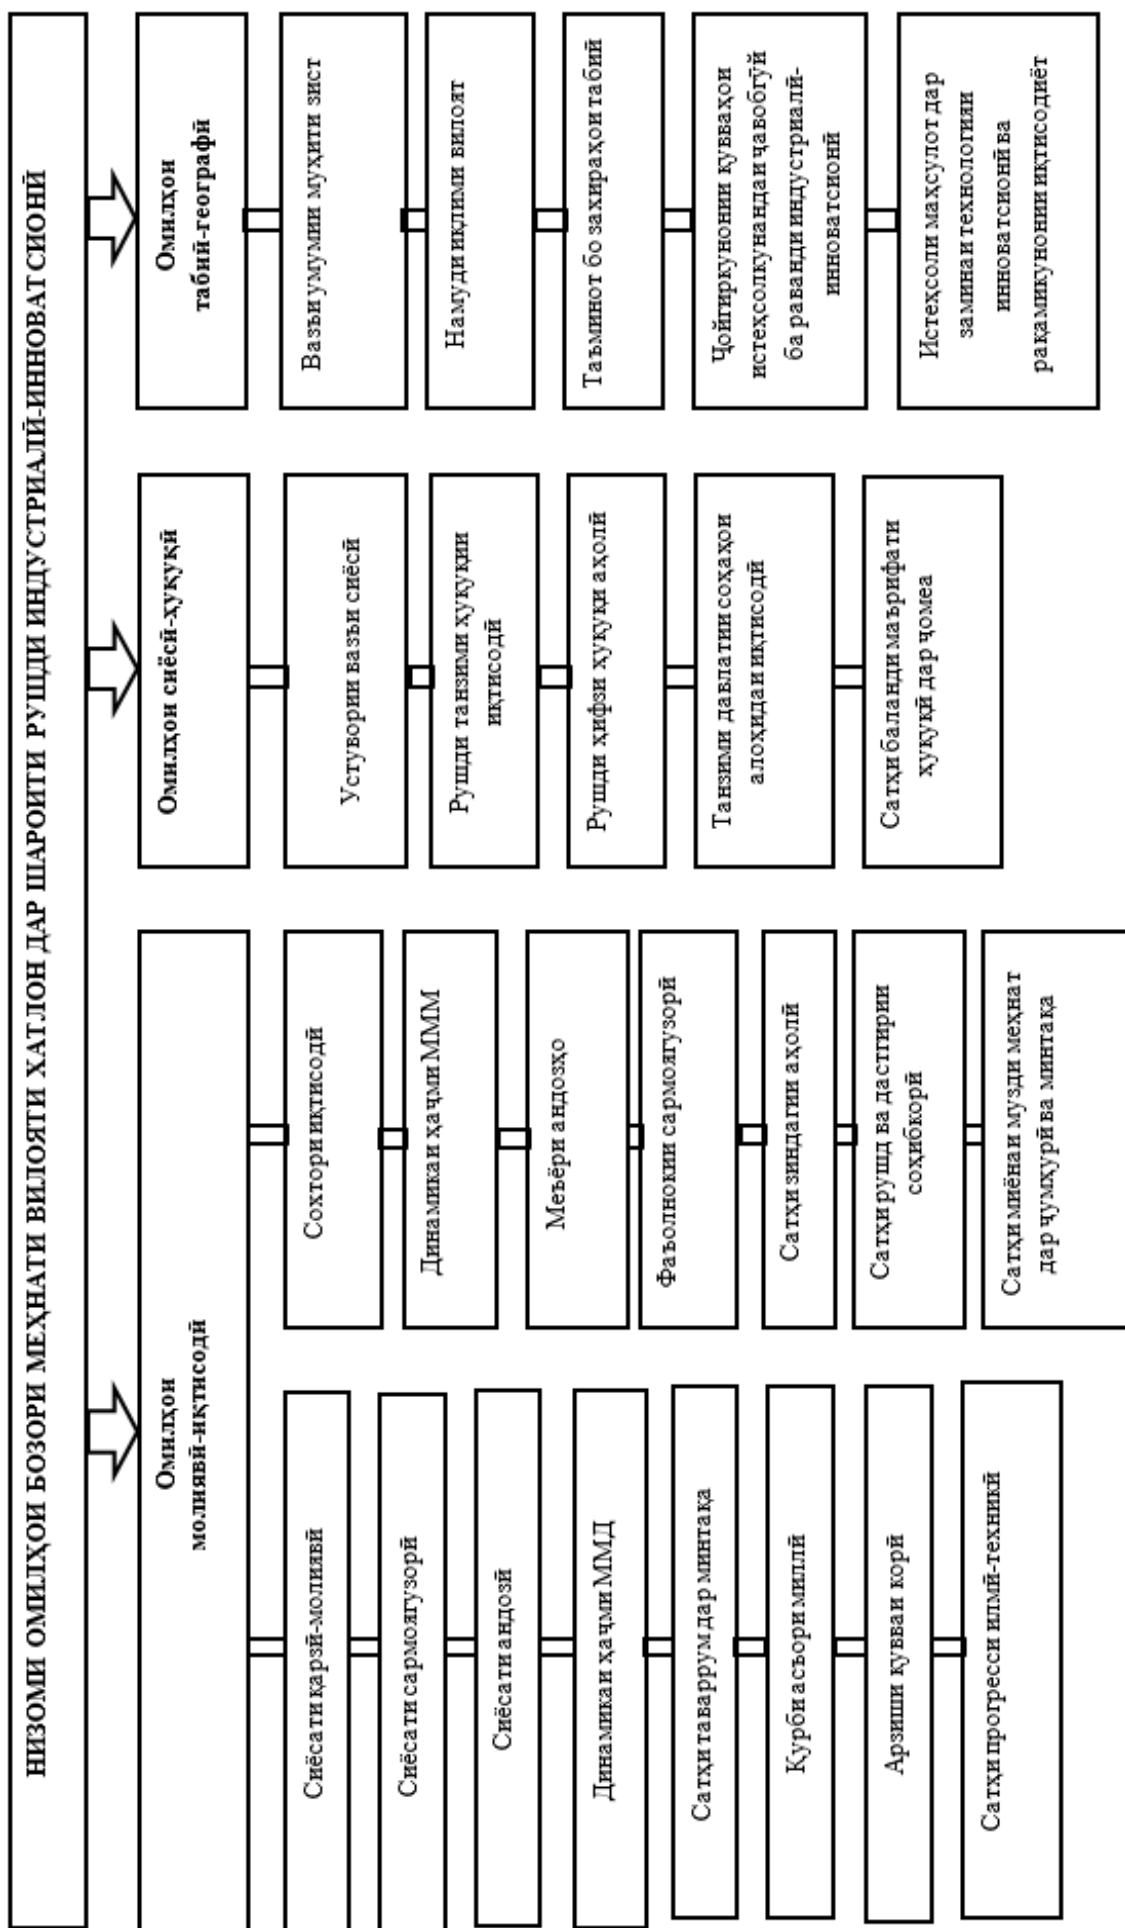 НИЗОМИ ОМИЛҲОИ БОЗОРИ МЕҲНАТИ ВИЛОЯТИ ХАТЛОН ДАР ШАРОИТИ РУШДИ ИНДУСТРИАЛӢ-ИННОВАТСИОНӢ
Омилҳои
молиявӣ-иқтисодӣ
Сиёсати қарзӣ-молиявӣ
Сиёсати сармоягузорӣ
Сиёсати андозӣ
Динамикаи ҳаҷми ММД
Сатҳи таваррум дар минтақа
Қурби асъори миллӣ
Арзиши қувваи корӣ
Сатҳи прогресси илмӣ-техникӣ
Сохтори иқтисодӣ
Динамикаи ҳаҷми МММ
Меъёри андозҳо
Фаъолнокии сармоягузорӣ
Сатҳи зиндагии аҳолӣ
Сатҳи рушд ва дастгирии
соҳибкорӣ
Сатҳи миёнаи музди меҳнат
дар ҷумҳурӣ ва минтақа
Омилҳои сиёсӣ-ҳуқуқӣ
Устувории вазъи сиёсӣ
Рушди танзими ҳуқуқии
иқтисодӣ
Рушди ҳифзи ҳуқуқи аҳолӣ
Танзими давлатии соҳаҳои
алоҳидаи иқтисодӣ
Сатҳи баланди маърифати
ҳуқуқӣ дар ҷомеа
Омилҳои
табиӣ-географӣ
Вазъи умумии муҳити зист
Намуди иқлими вилоят
Таъминот бо захираҳои табиӣ
Ҷойгиркунонии қувваҳои
истеҳсолкунандаи ҷавобгӯй
ба раванди индустриалӣ-
инноватсионӣ
Истеҳсоли маҳсулот дар
заминаи технологияи
инноватсионӣ ва
рақамикунонии иқтисодиёт